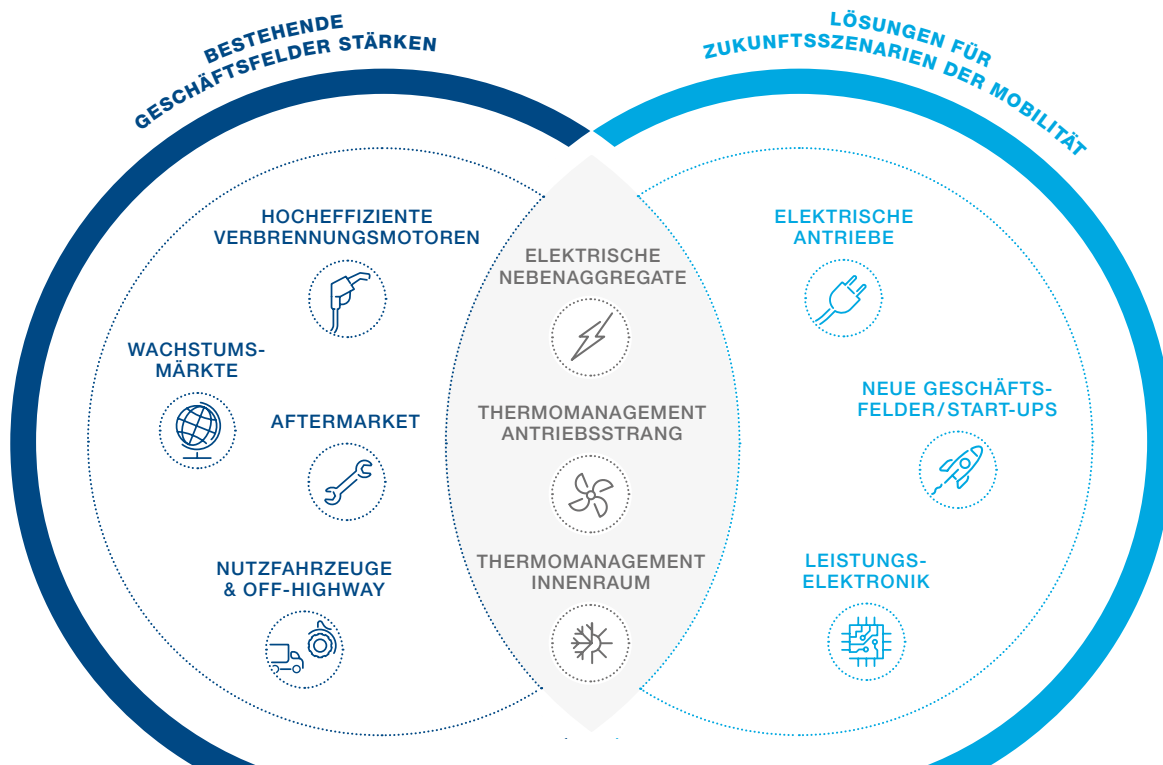 BESTEHENDE
GESCHÄFTSFELDER STÄRKEN
LÖSUNGEN FÜR
ZUKUNFTSSZENARIEN DER MOBILITÄT
HOCHEFFIZIENTE
VERBRENNUNGSMOTOREN
WACHSTUMS-
MÄRKTE
AFTERMARKET
NUTZFAHRZEUGE
& OFF-HIGHWAY
ELEKTRISCHE
NEBENAGGREGATE
THERMOMANAGEMENT
ANTRIEBSSTRANG
THERMOMANAGEMENT
INNENRAUM
ELEKTRISCHE
ANTRIEBE
NEUE GESCHÄFTS-
FELDER/START-UPS
LEISTUNGS-
ELEKTRONIK